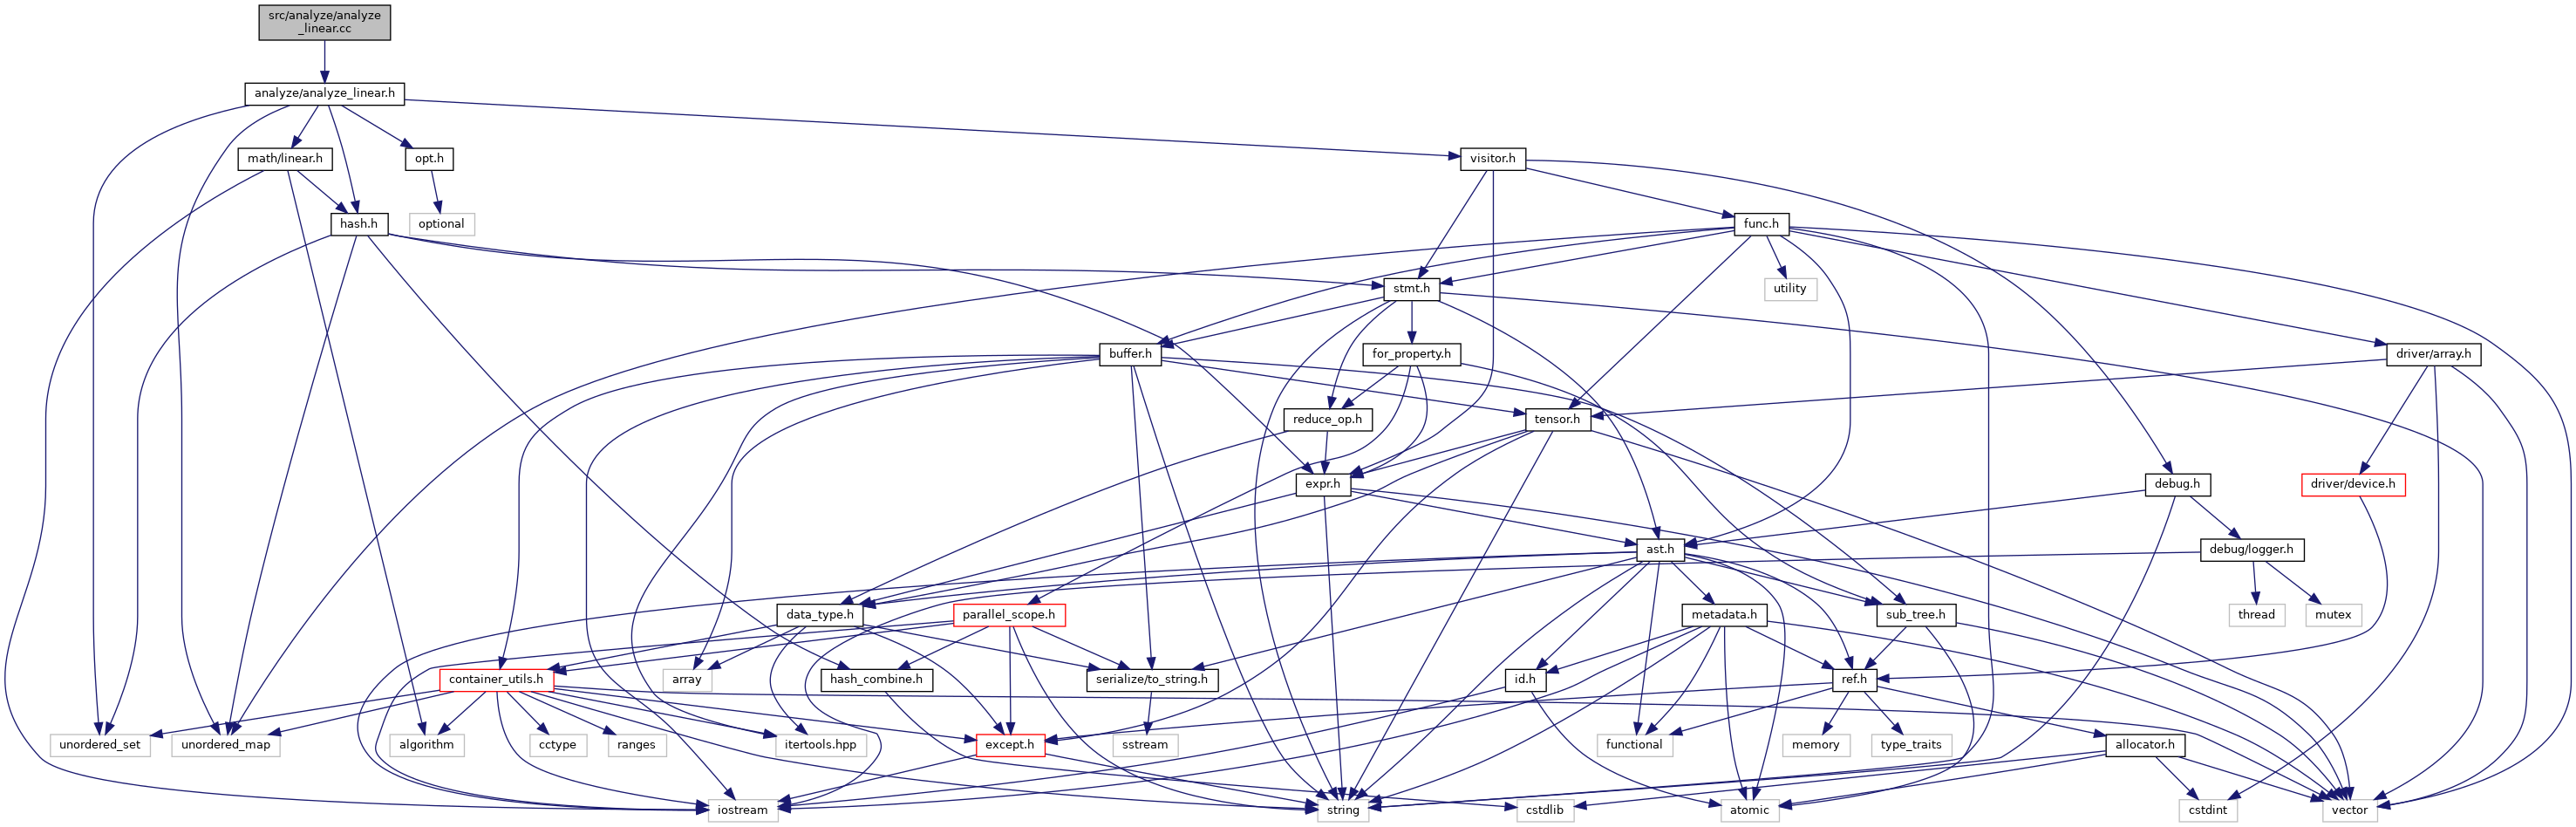 src/analyze/analyze
_linear.cc
analyze/analyze_linear.h
math/linear.h
opt.h
visitor.h
hash.h
optional
func.h
stmt.h
utility
buffer.h
for_property.h
driver/array.h
reduce_op.h
tensor.h
expr.h
debug.h
driver/device.h
ast.h
debug/logger.h
data_type.h
parallel_scope.h
metadata.h
sub_tree.h
thread
mutex
container_utils.h
array
hash_combine.h
serialize/to_string.h
id.h
ref.h
unordered_set
unordered_map
algorithm
cctype
ranges
itertools.hpp
except.h
sstream
functional
memory
type_traits
allocator.h
iostream
string
cstdlib
atomic
cstdint
vector